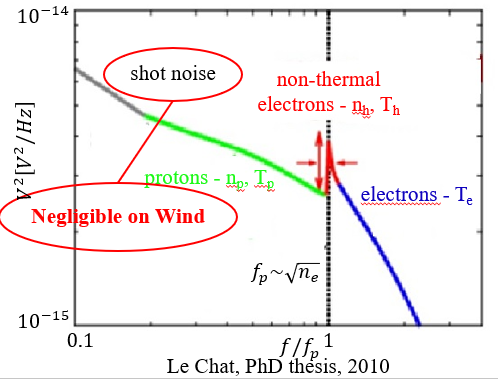 10⁻¹⁴
shot noise
non-thermal
electrons - nₕ, Tₕ
V²[V²/Hz]
protons - nₚ, Tₚ
electrons - Tₑ
Negligible on Wind
fₚ~√nₑ
10⁻¹⁵
0.1
1
f/fₚ
Le Chat, PhD thesis, 2010